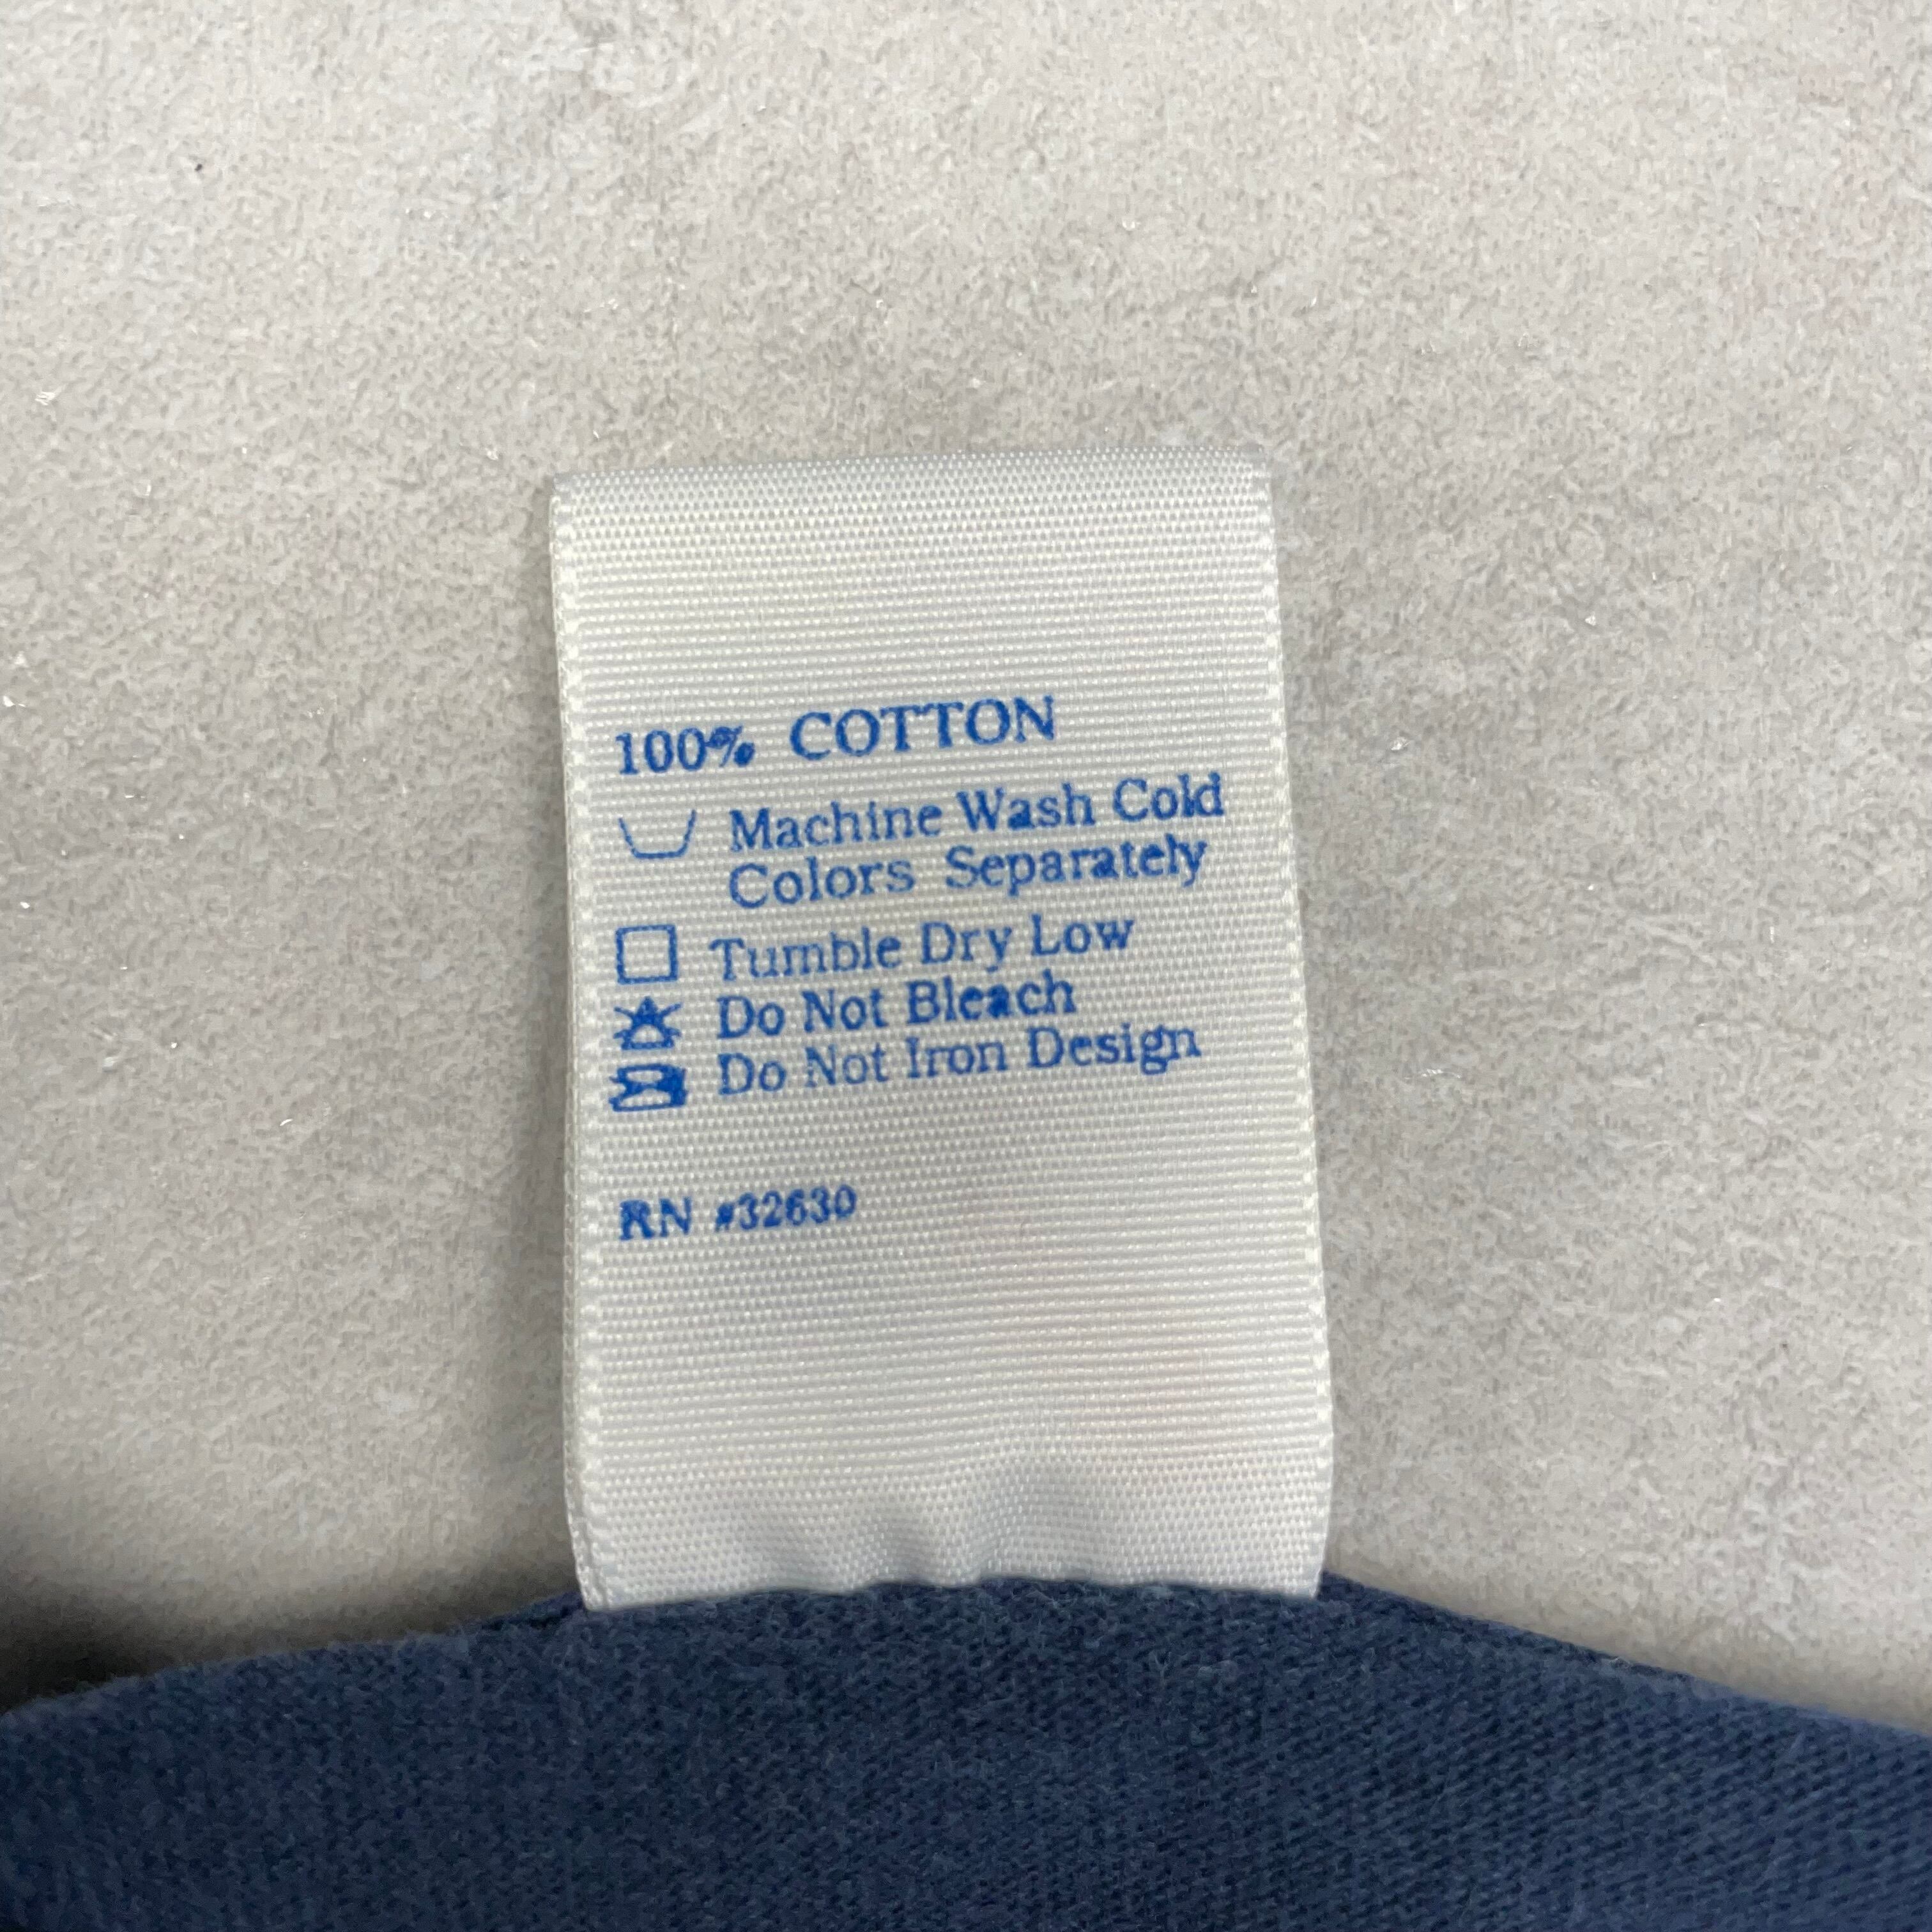 100% COTTON
Machine Wash Cold
Colors Separately
Tumble Dry Low
Do Not Bleach
Do Not Iron Design
RN #32630